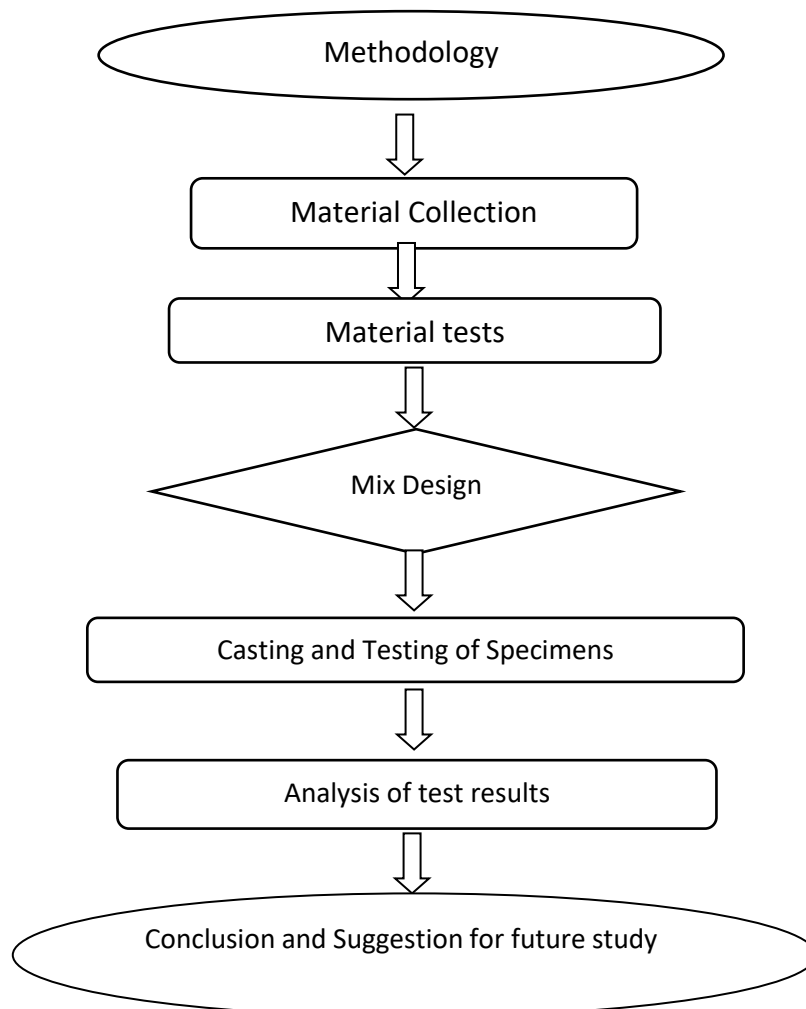 Methodology
Material Collection
Material tests
Mix Design
Casting and Testing of Specimens
Analysis of test results
Conclusion and Suggestion for future study